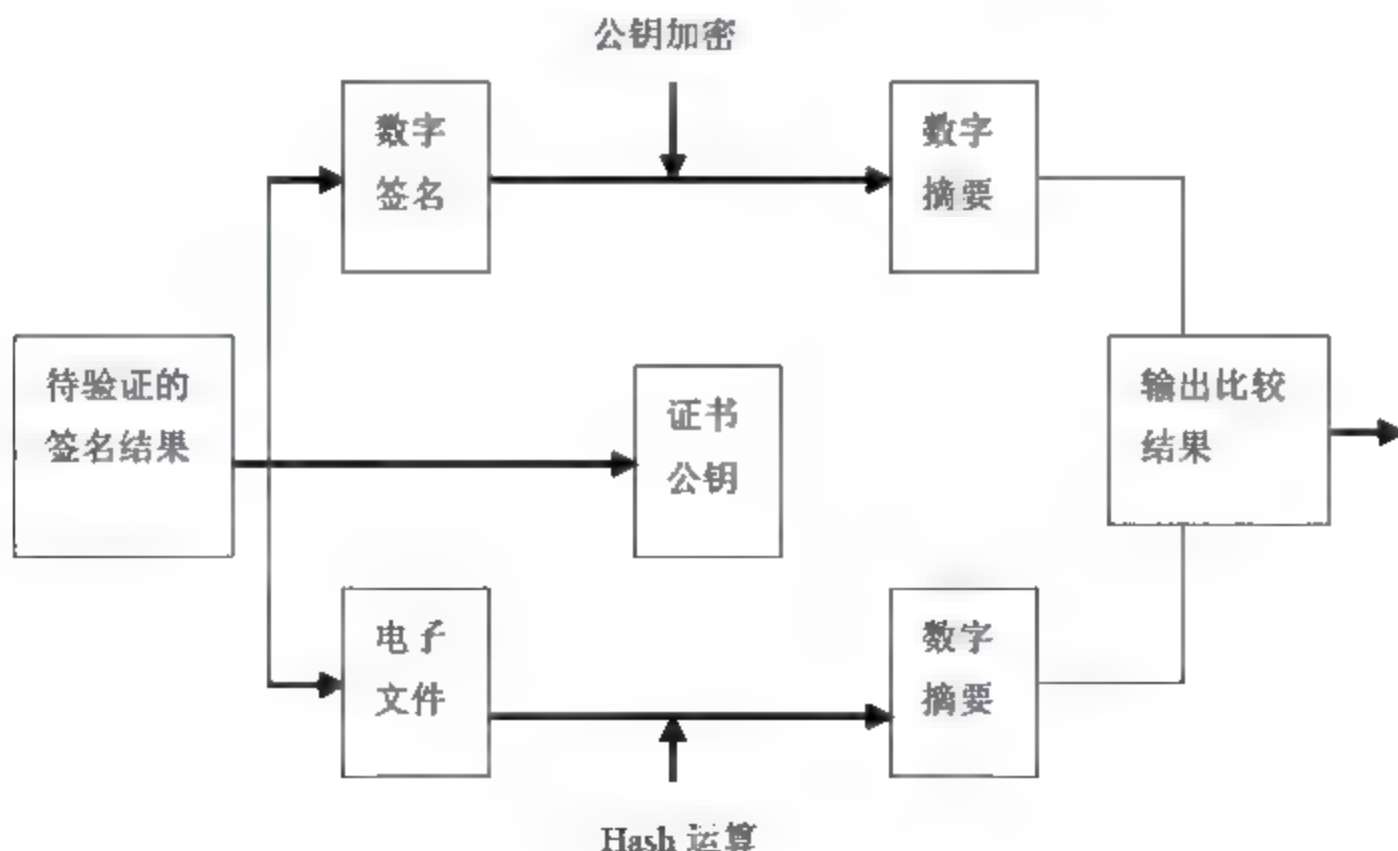 公钥加密
数字
签名
数字
摘要
待验证的
签名结果
证书
公钥
输出比较
结果
电子
文件
数字
摘要
Hash 运算